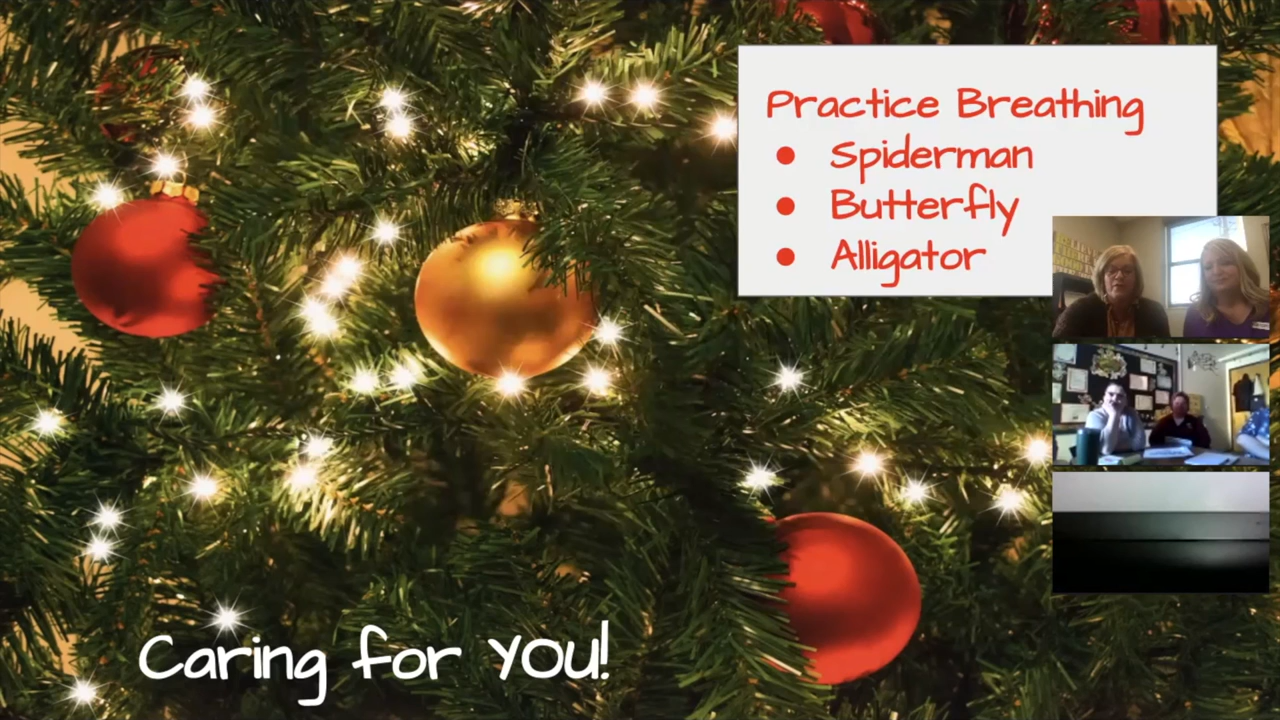 Practice Breathing
● Spiderman
● Butterfly
● Alligator
Caring for YOU!